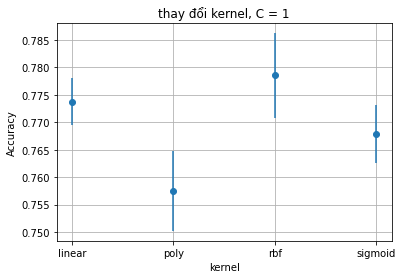 thay đổi kernel, C = 1
0.785
0.780
0.775
0.770
0.765
0.760
0.755
0.750
Accuracy
linear poly rbf sigmoid
kernel